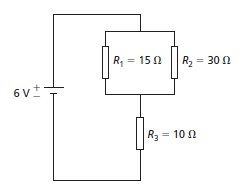 R₁ = 15 Ω
R₂ = 30 Ω
6 V + −
R₃ = 10 Ω